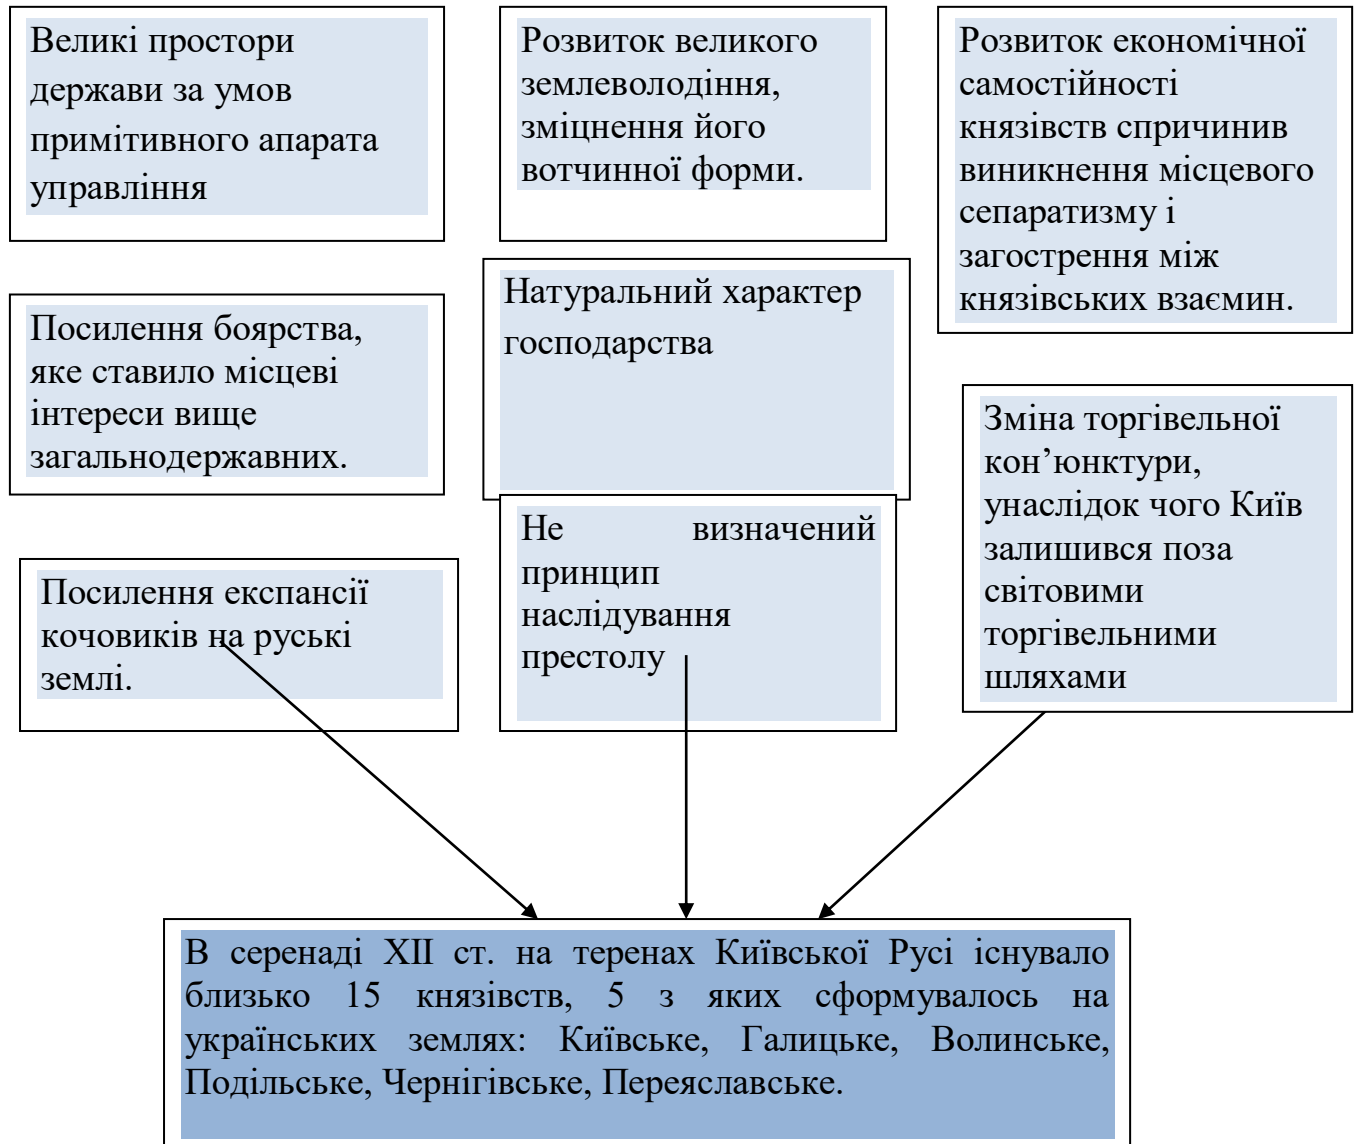 Великі простори
держави за умов
примітивного апарата
управління
Розвиток великого
землеволодіння,
зміцнення його
вотчинної форми.
Розвиток економічної
самостійності
князівств спричинив
виникнення місцевого
сепаратизму і
загострення між
князівських взаємин.
Посилення боярства,
яке ставило місцеві
інтереси вище
загальнодержавних.
Натуральний характер
господарства
Зміна торгівельної
кон’юнктури,
унаслідок чого Київ
залишився поза
світовими
торгівельними
шляхами
Посилення експансії
кочовиків на руські
землі.
Не визначений
принцип
наслідування
престолу
В серенаді XII ст. на теренах Київської Русі існувало
близько 15 князівств, 5 з яких сформувалось на
українських землях: Київське, Галицьке, Волинське,
Подільське, Чернігівське, Переяславське.